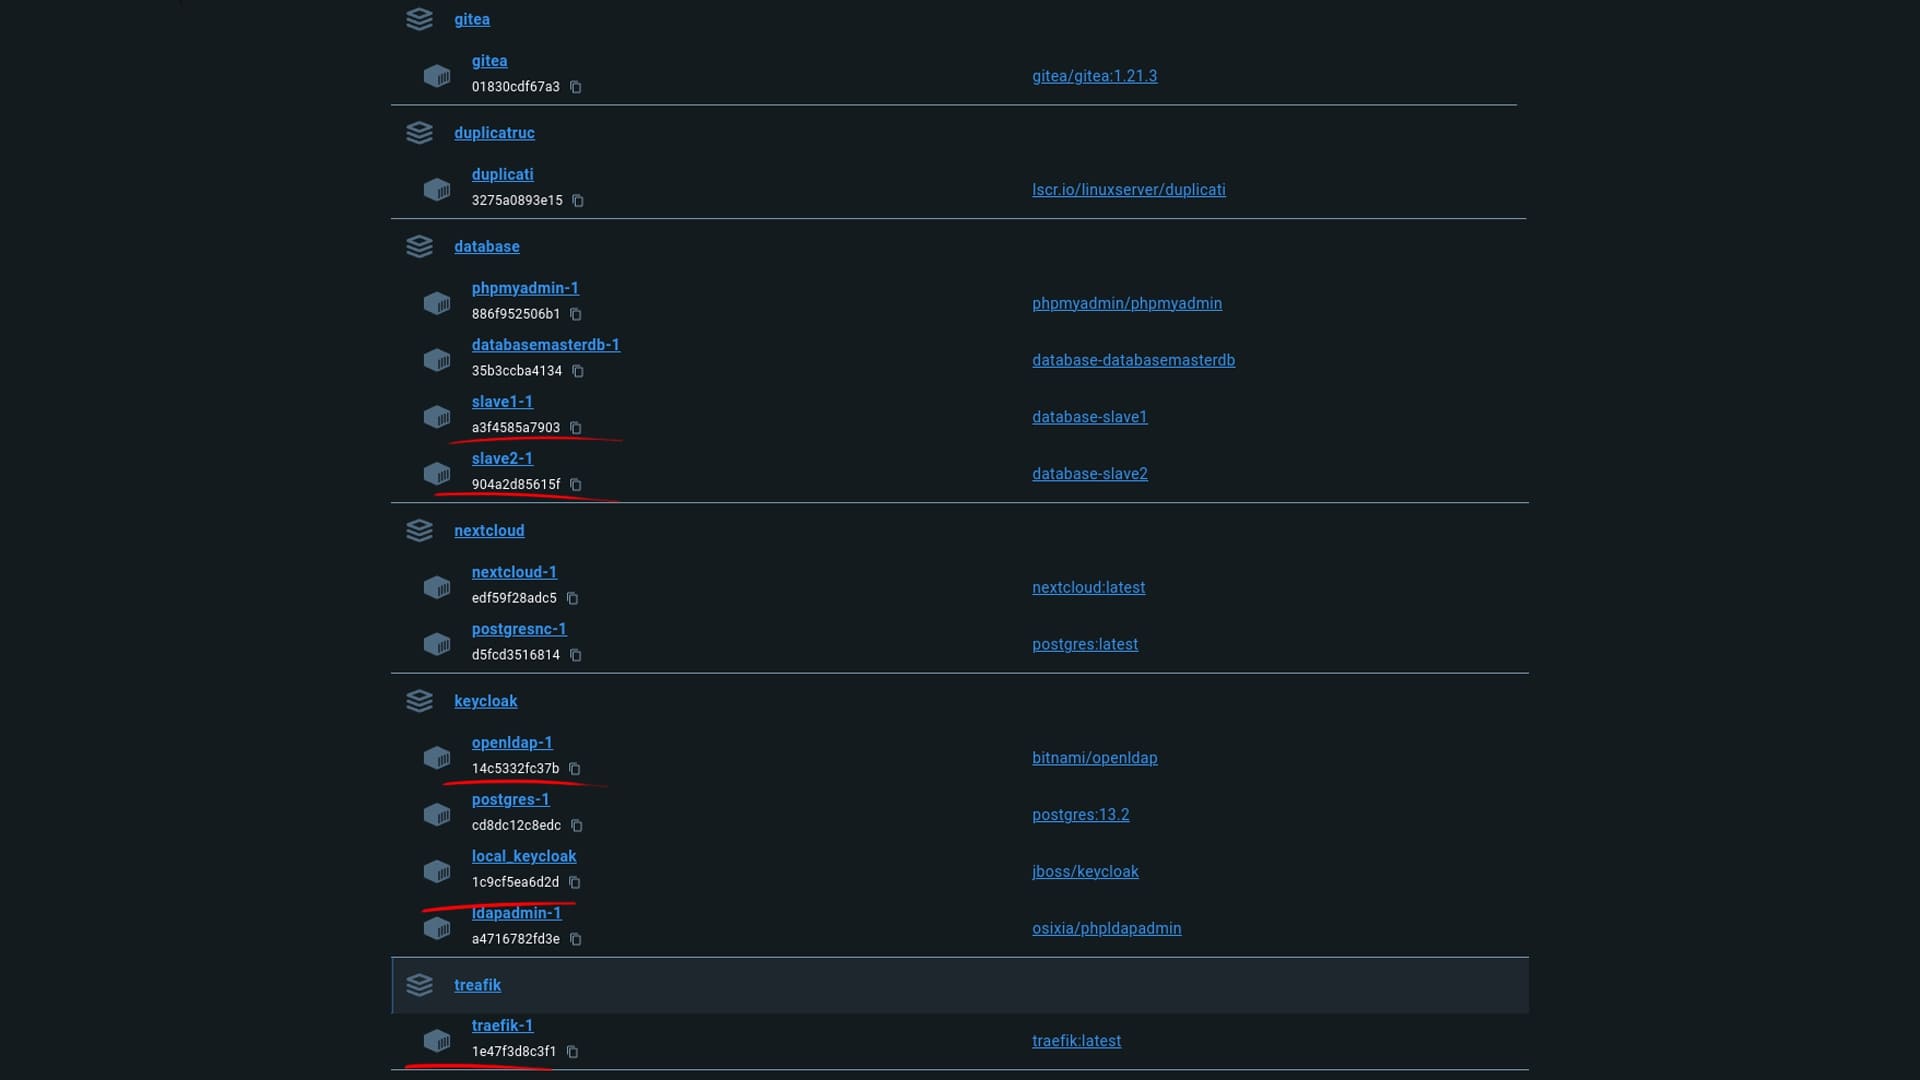 gitea
gitea
01830cdf67a3
gitea/gitea:1.21.3
duplicatruc
duplicati
3275a0893e15
lscr.io/linuxserver/duplicati
database
phpmyadmin-1
886f952506b1
phpmyadmin/phpmyadmin
databasemasterdb-1
35b3ccba4134
database-databasemasterdb
slave1-1
a3f4585a7903
database-slave1
slave2-1
904a2d85615f
database-slave2
nextcloud
nextcloud-1
edf59f28adc5
nextcloud:latest
postgresnc-1
d5fcd3516814
postgres:latest
keycloak
openldap-1
14c5332fc37b
bitnami/openldap
postgres-1
cd8dc12c8edc
postgres:13.2
local_keycloak
1c9cf5ea6d2d
jboss/keycloak
ldapadmin-1
a4716782fd3e
osixia/phpldapadmin
treafik
traefik-1
1e47f3d8c3f1
traefik:latest